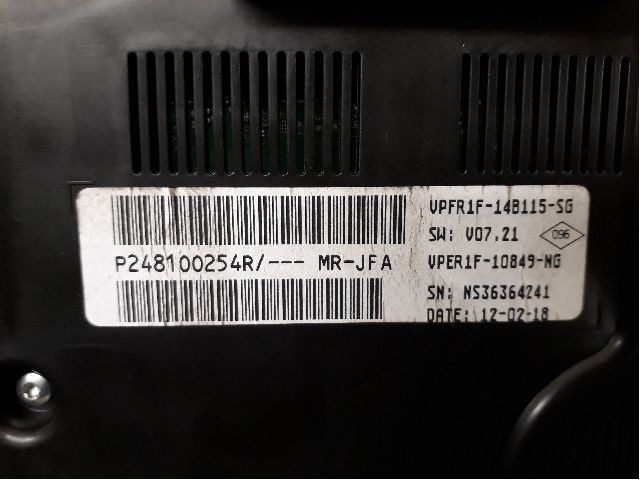 P248100254R/--- MR-JFA
VPFR1F-14B115-SG
SW: V07.21
096
VPER1F-10849-NG
SN: NS36364241
DATE: 12-02-18